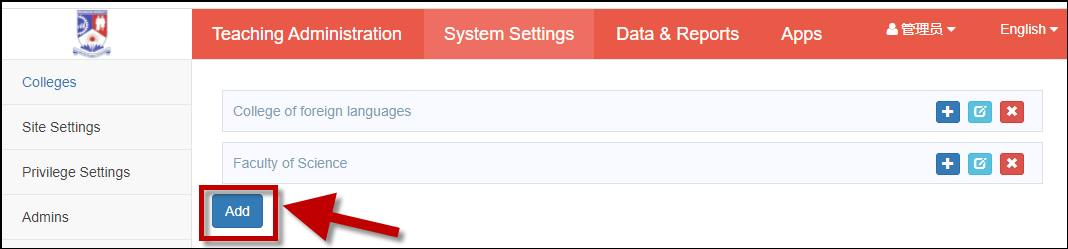 Teaching Administration System Settings Data & Reports Apps 管理员 English
Colleges
College of foreign languages
Site Settings
Faculty of Science
Privilege Settings
Add
Admins